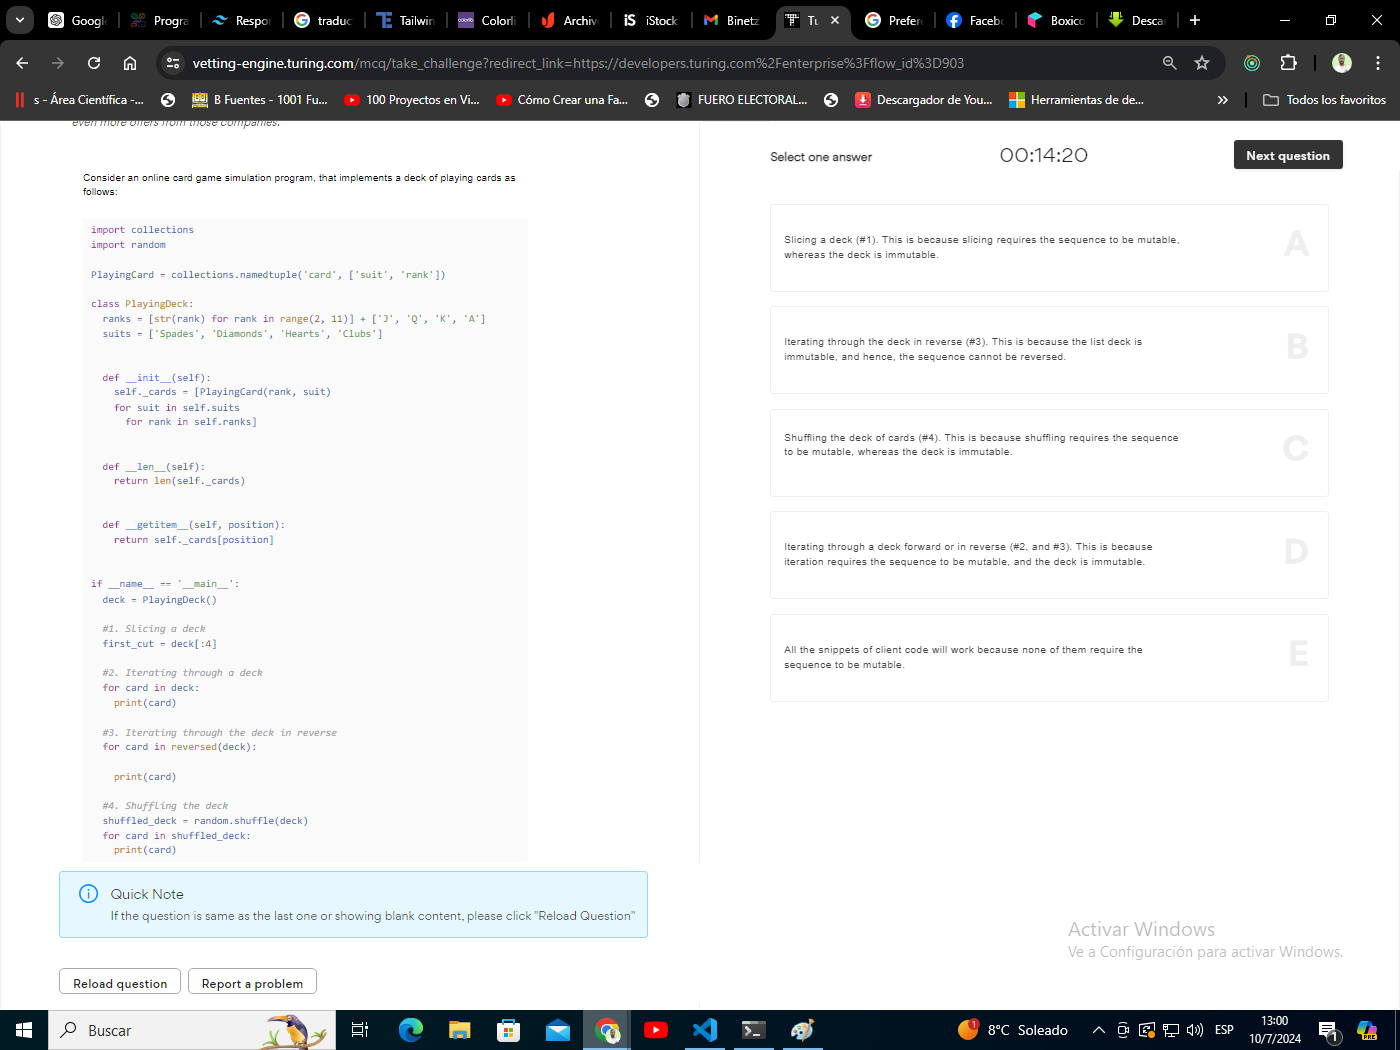 Google
Progra
Respo
traduc
Tailwin
colorlib
Colorli
Archiv
iS
iStock
Binetz
Tu
Prefer
Faceb
Boxico
Desca
vetting-engine.turing.com/mcq/take_challenge?redirect_link=https://developers.turing.com%2Fenterprise%3Fflow_id%3D903
s - Área Científica -...
B Fuentes - 1001 Fu...
100 Proyectos en Vi...
Cómo Crear una Fa...
FUERO ELECTORAL...
Descargador de You...
Herramientas de de...
Todos los favoritos
even more offers from those companies.
Consider an online card game simulation program, that implements a deck of playing cards as
follows:
import collections
import random
PlayingCard = collections.namedtuple('card', ['suit', 'rank'])
class PlayingDeck:
ranks = [str(rank) for rank in range(2, 11)] + ['J', 'Q', 'K', 'A']
suits = ['Spades', 'Diamonds', 'Hearts', 'Clubs']
def __init__(self):
self._cards = [PlayingCard(rank, suit)
for suit in self.suits
for rank in self.ranks]
def __len__(self):
return len(self._cards)
def __getitem__(self, position):
return self._cards[position]
if __name__ == '__main__':
deck = PlayingDeck()
#1. Slicing a deck
first_cut = deck[:4]
#2. Iterating through a deck
for card in deck:
print(card)
#3. Iterating through the deck in reverse
for card in reversed(deck):
print(card)
#4. Shuffling the deck
shuffled_deck = random.shuffle(deck)
for card in shuffled_deck:
print(card)
Quick Note
If the question is same as the last one or showing blank content, please click "Reload Question"
Reload question
Report a problem
Select one answer
00:14:20
Next question
Slicing a deck (#1). This is because slicing requires the sequence to be mutable,
whereas the deck is immutable.
A
Iterating through the deck in reverse (#3). This is because the list deck is
immutable, and hence, the sequence cannot be reversed.
B
Shuffling the deck of cards (#4). This is because shuffling requires the sequence
to be mutable, whereas the deck is immutable.
C
Iterating through a deck forward or in reverse (#2, and #3). This is because
iteration requires the sequence to be mutable, and the deck is immutable.
D
All the snippets of client code will work because none of them require the
sequence to be mutable.
E
Activar Windows
Ve a Configuración para activar Windows.
Buscar
1
8°C Soleado
ESP
13:00
10/7/2024
1
PRE